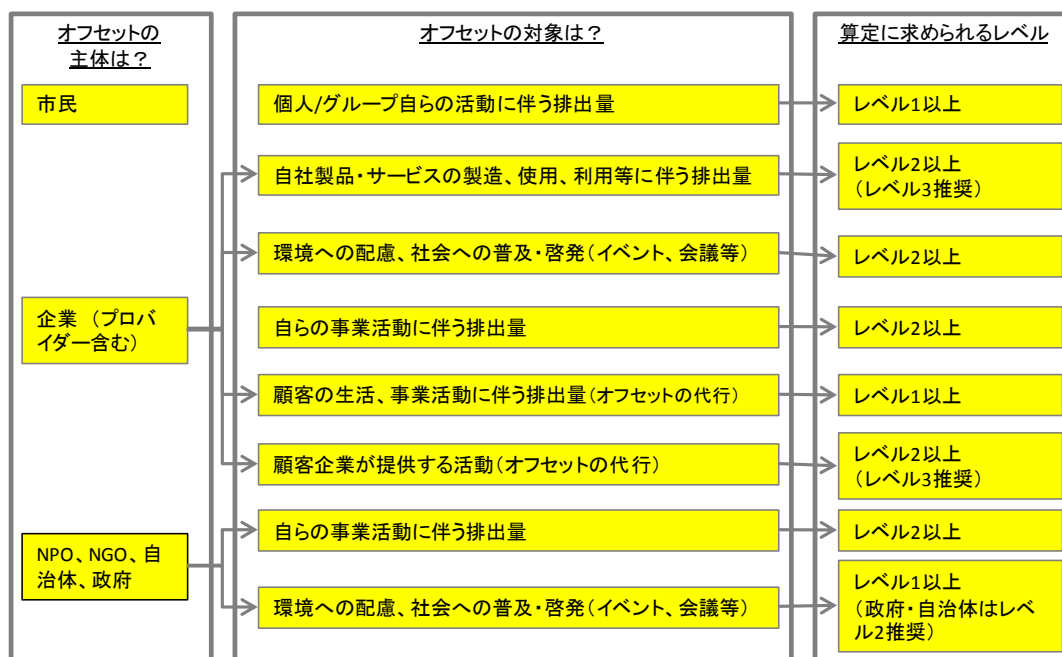 オフセットの
主体は？
オフセットの対象は？
算定に求められるレベル
市民
個人/グループ自らの活動に伴う排出量
レベル1以上
自社製品・サービスの製造、使用、利用等に伴う排出量
レベル2以上
（レベル3推奨）
環境への配慮、社会への普及・啓発（イベント、会議等）
レベル2以上
企業 （プロバ
イダー含む）
自らの事業活動に伴う排出量
レベル2以上
顧客の生活、事業活動に伴う排出量（オフセットの代行）
レベル1以上
顧客企業が提供する活動（オフセットの代行）
レベル2以上
（レベル3推奨）
NPO、NGO、自
治体、政府
自らの事業活動に伴う排出量
レベル2以上
環境への配慮、社会への普及・啓発（イベント、会議等）
レベル1以上
（政府・自治体はレベ
ル2推奨）